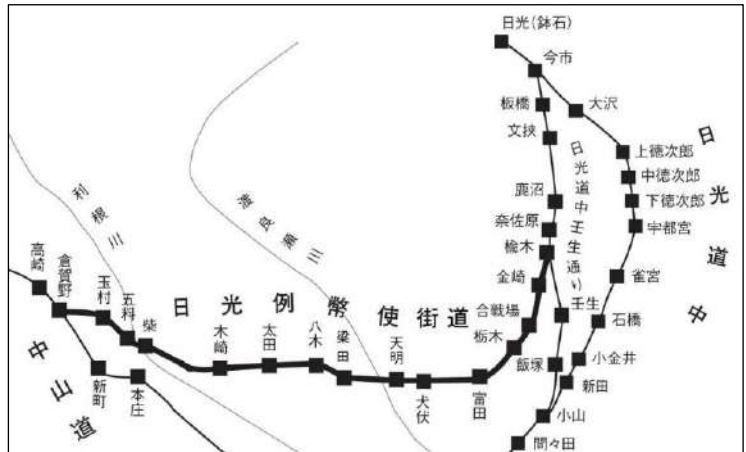 日光(鉢石)
今市
板橋
大沢
文挟
日光道中壬生通り
上徳次郎
中徳次郎
下徳次郎
日光道中
鹿沼
奈佐原
楡木
宇都宮
金崎
雀宮
合戦場
壬生
栃木
石橋
飯塚
小金井
新田
小山
間々田
利根川
渡良瀬川
高崎
倉賀野
玉村
五料
柴
日光例幣使街道
木崎
太田
八木
梁田
天明
犬伏
富田
中山道
新町
本庄